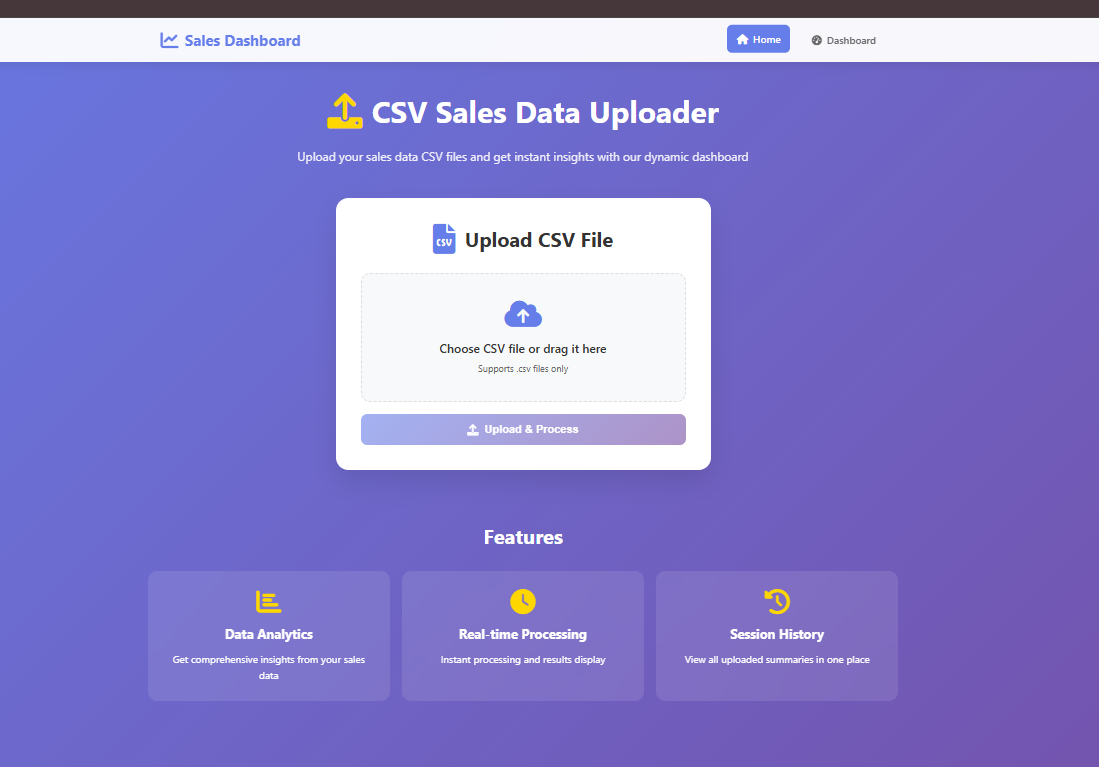 Sales Dashboard
Home
Dashboard
CSV Sales Data Uploader
Upload your sales data CSV files and get instant insights with our dynamic dashboard
CSV
Upload CSV File
Choose CSV file or drag it here
Supports .csv files only
Upload & Process
Features
Data Analytics
Get comprehensive insights from your sales
data
Real-time Processing
Instant processing and results display
Session History
View all uploaded summaries in one place